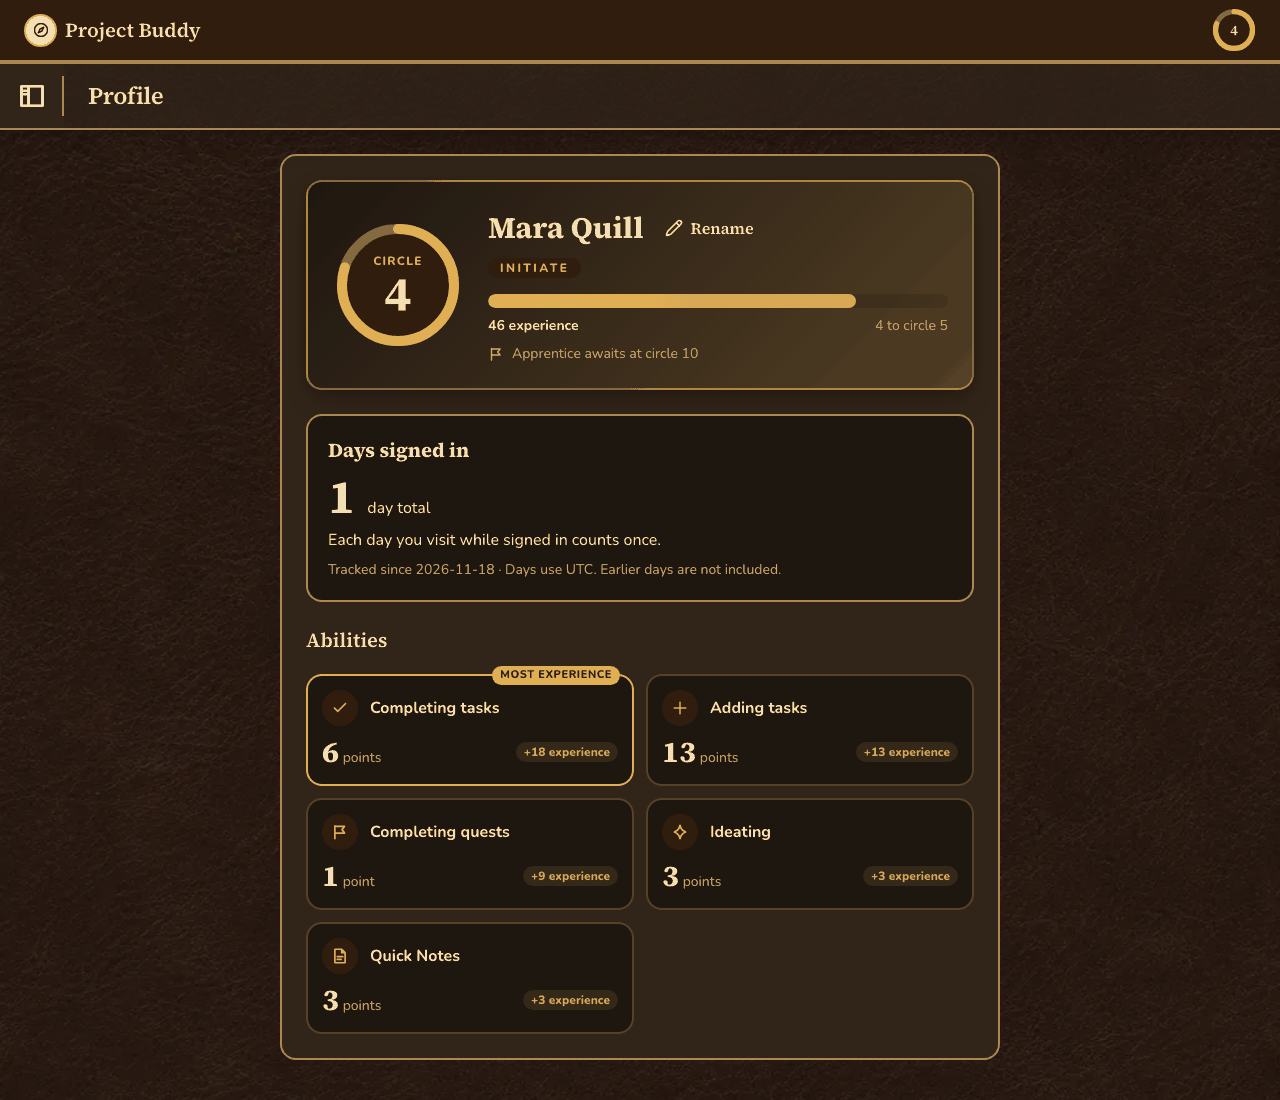 Project Buddy
4
Profile
CIRCLE
4
Mara Quill
Rename
INITIATE
46 experience
4 to circle 5
Apprentice awaits at circle 10
Days signed in
1 day total
Each day you visit while signed in counts once.
Tracked since 2026-11-18 · Days use UTC. Earlier days are not included.
Abilities
MOST EXPERIENCE
Completing tasks
6 points
+18 experience
Adding tasks
13 points
+13 experience
Completing quests
1 point
+9 experience
Ideating
3 points
+3 experience
Quick Notes
3 points
+3 experience